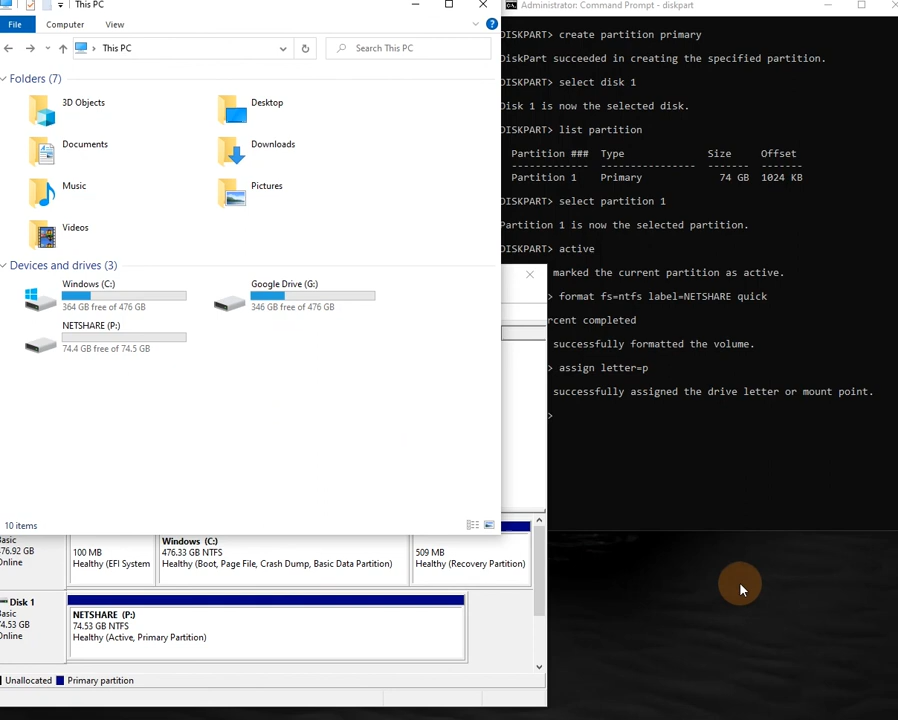 This PC
File
Computer
View
This PC
Search This PC
Folders (7)
3D Objects
Desktop
Documents
Downloads
Music
Pictures
Videos
Devices and drives (3)
Windows (C:)
364 GB free of 476 GB
Google Drive (G:)
346 GB free of 476 GB
NETSHARE (P:)
74.4 GB free of 74.5 GB
10 items
Administrator: Command Prompt - diskpart
DISKPART> create partition primary
DiskPart succeeded in creating the specified partition.
DISKPART> select disk 1
Disk 1 is now the selected disk.
DISKPART> list partition
Partition ### Type Size Offset
------------- ---------------- ------- -------
Partition 1 Primary 74 GB 1024 KB
DISKPART> select partition 1
Partition 1 is now the selected partition.
DISKPART> active
marked the current partition as active.
> format fs=ntfs label=NETSHARE quick
rcent completed
successfully formatted the volume.
> assign letter=p
successfully assigned the drive letter or mount point.
>
Basic
476.92 GB
Online
100 MB
Healthy (EFI System
Windows (C:)
476.33 GB NTFS
Healthy (Boot, Page File, Crash Dump, Basic Data Partition)
509 MB
Healthy (Recovery Partition)
Disk 1
Basic
74.53 GB
Online
NETSHARE (P:)
74.53 GB NTFS
Healthy (Active, Primary Partition)
Unallocated
Primary partition